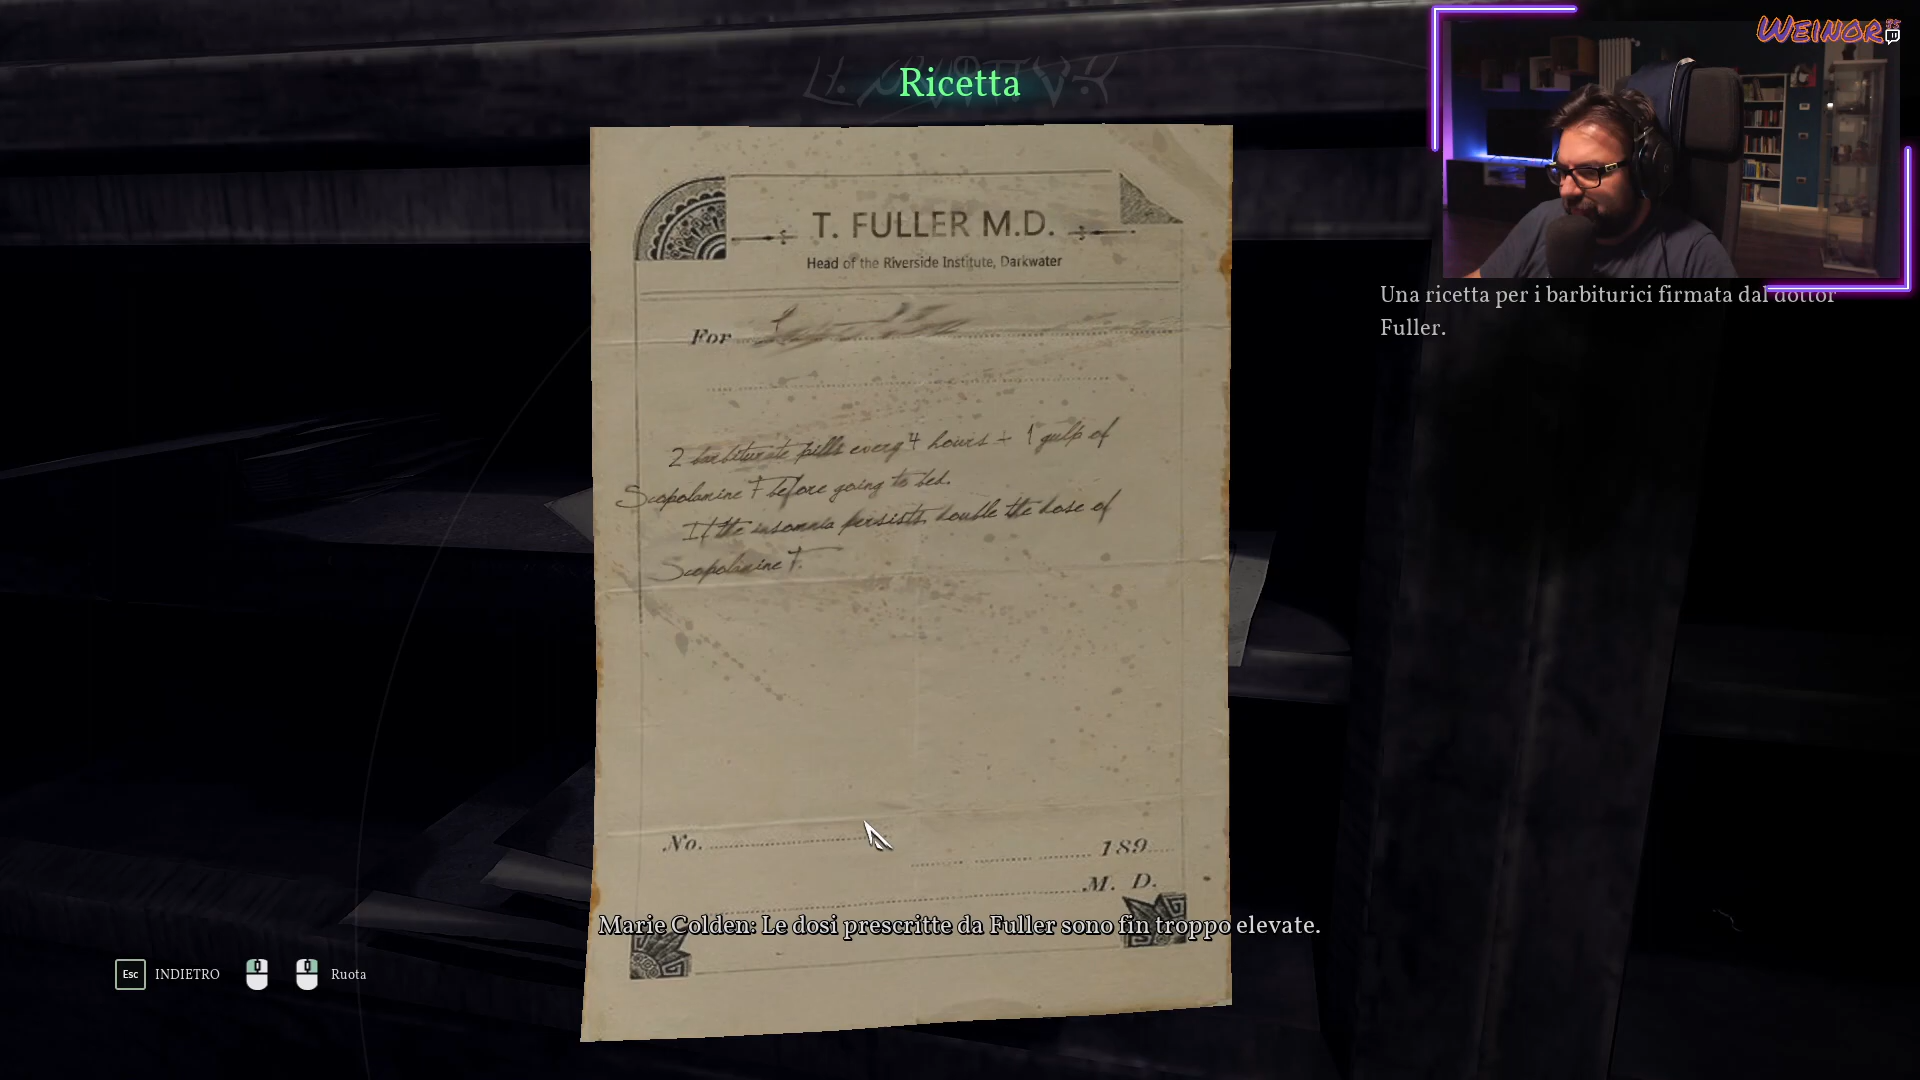 WEINOR95
Ricetta
T. FULLER M.D.
Head of the Riverside Institute, Darkwater
Una ricetta per i barbiturici firmata dal dottor
Fuller.
For
2 barbiturate pills every 4 hours + 1 gulp of
Scopolamine F before going to bed.
If the insomnia persists, double the dose of
Scopolamine F.
No.
189
M. D.
Marie Colden: Le dosi prescritte da Fuller sono fin troppo elevate.
Esc INDIETRO Ruota